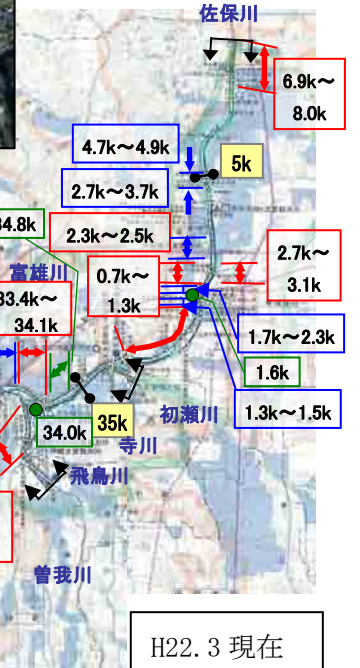 佐保川
6.9k～
8.0k
4.7k～4.9k
5k
2.7k～3.7k
34.8k
2.3k～2.5k
2.7k～
3.1k
富雄川
0.7k～
1.3k
33.4k～
34.1k
1.7k～2.3k
1.6k
1.3k～1.5k
35k
初瀬川
34.0k
寺川
飛鳥川
曽我川
H22.3 現在